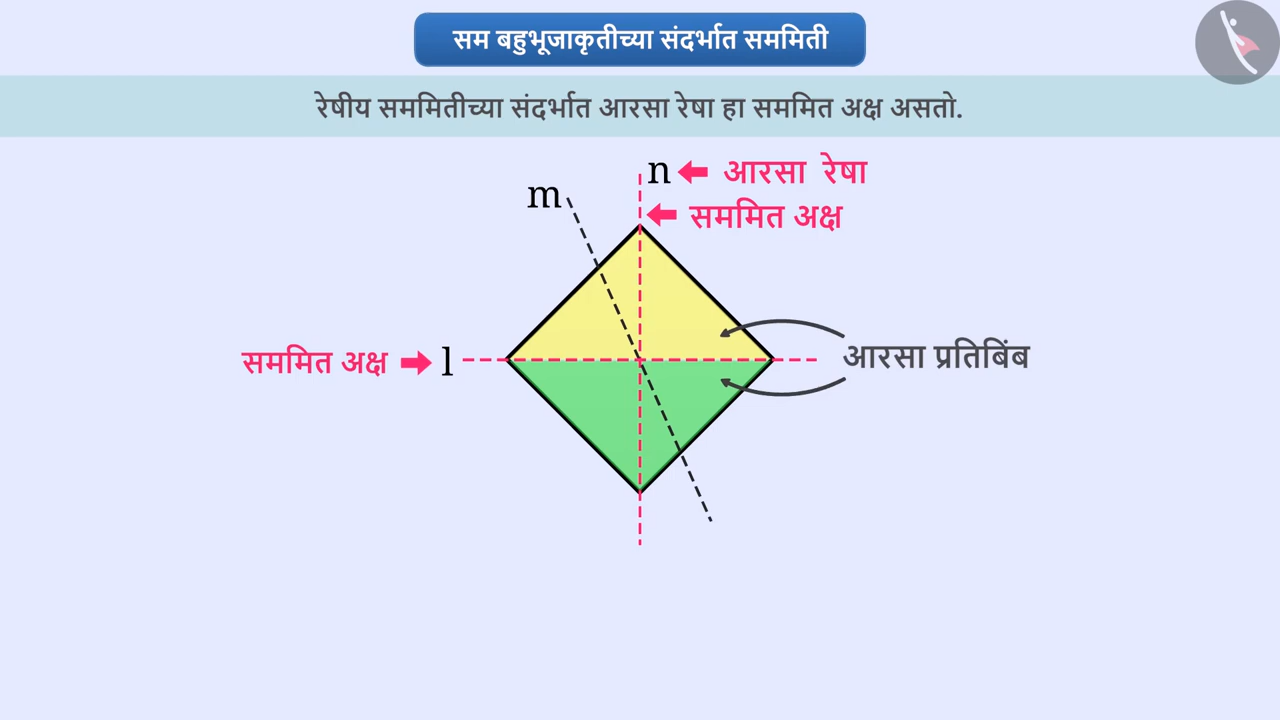 सम बहुभूजाकृतीच्या संदर्भात सममिती
रेषीय सममितीच्या संदर्भात आरसा रेषा हा सममित अक्ष असतो.
n ⬅ आरसा रेषा
m
⬅ सममित अक्ष
सममित अक्ष ➡ l
आरसा प्रतिबिंब